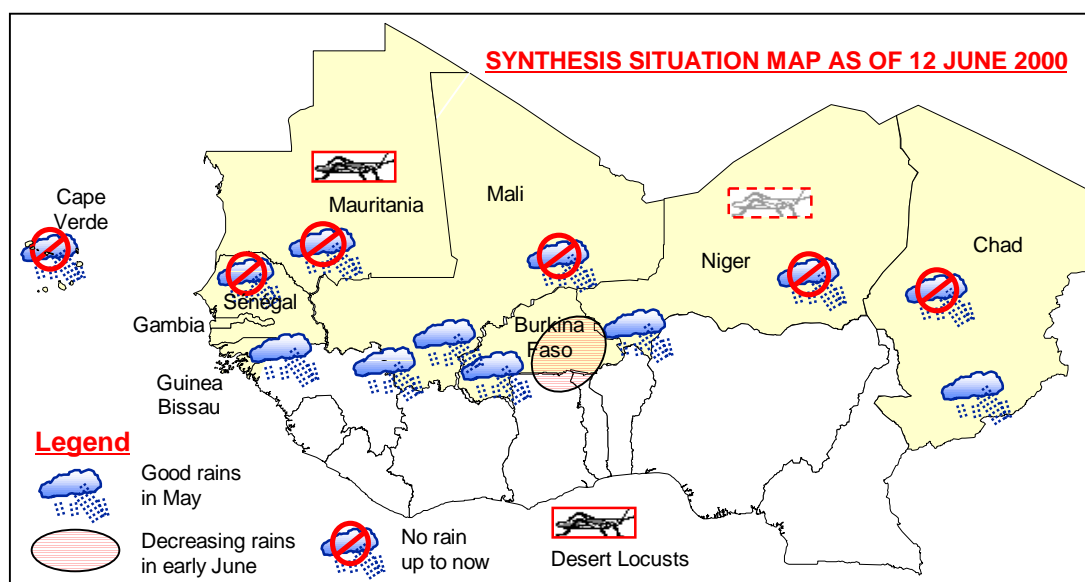 SYNTHESIS SITUATION MAP AS OF 12 JUNE 2000
Cape
Verde
Mauritania
Mali
Niger
Chad
Sénégal
Gambia
Burkina
Faso
Guinea
Bissau
Legend
Good rains
in May
Decreasing rains
in early June
No rain
up to now
Desert Locusts